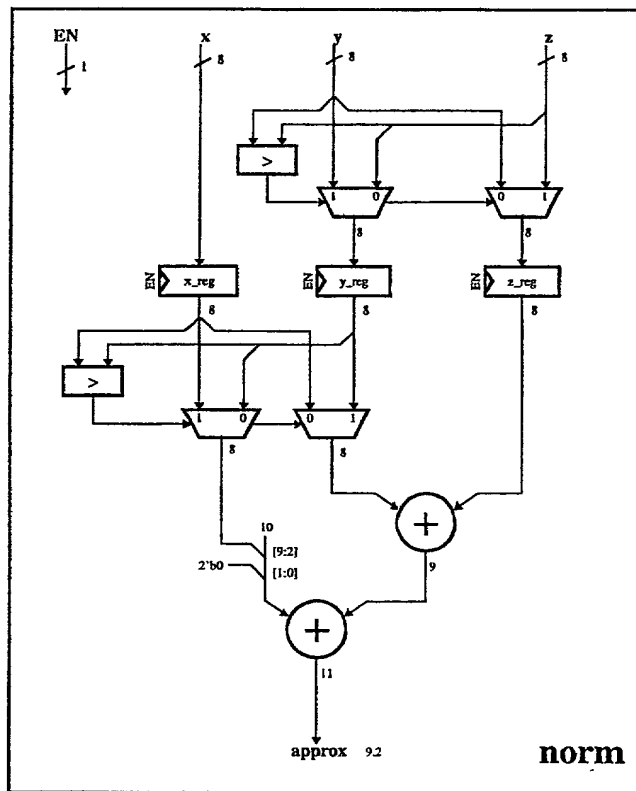 EN x y z
1 8 8 8
>
1 0 0 1
8 8
EN x_reg EN y_reg EN z_reg
8 8 8
>
1 0 0 1
8 8
+
10
[9:2]
2'b0 [1:0]
9
+
11
approx 9.2
norm